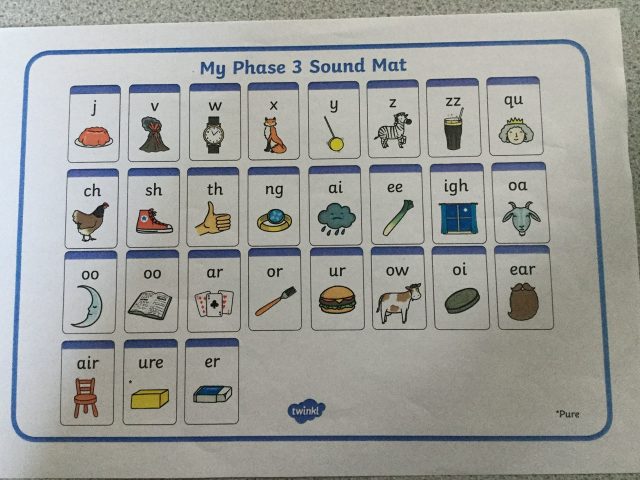 My Phase 3 Sound Mat
j v w x y z zz qu
ch sh th ng ai ee igh oa
oo oo ar or ur ow oi ear
air ure er
*
twinkl
*Pure